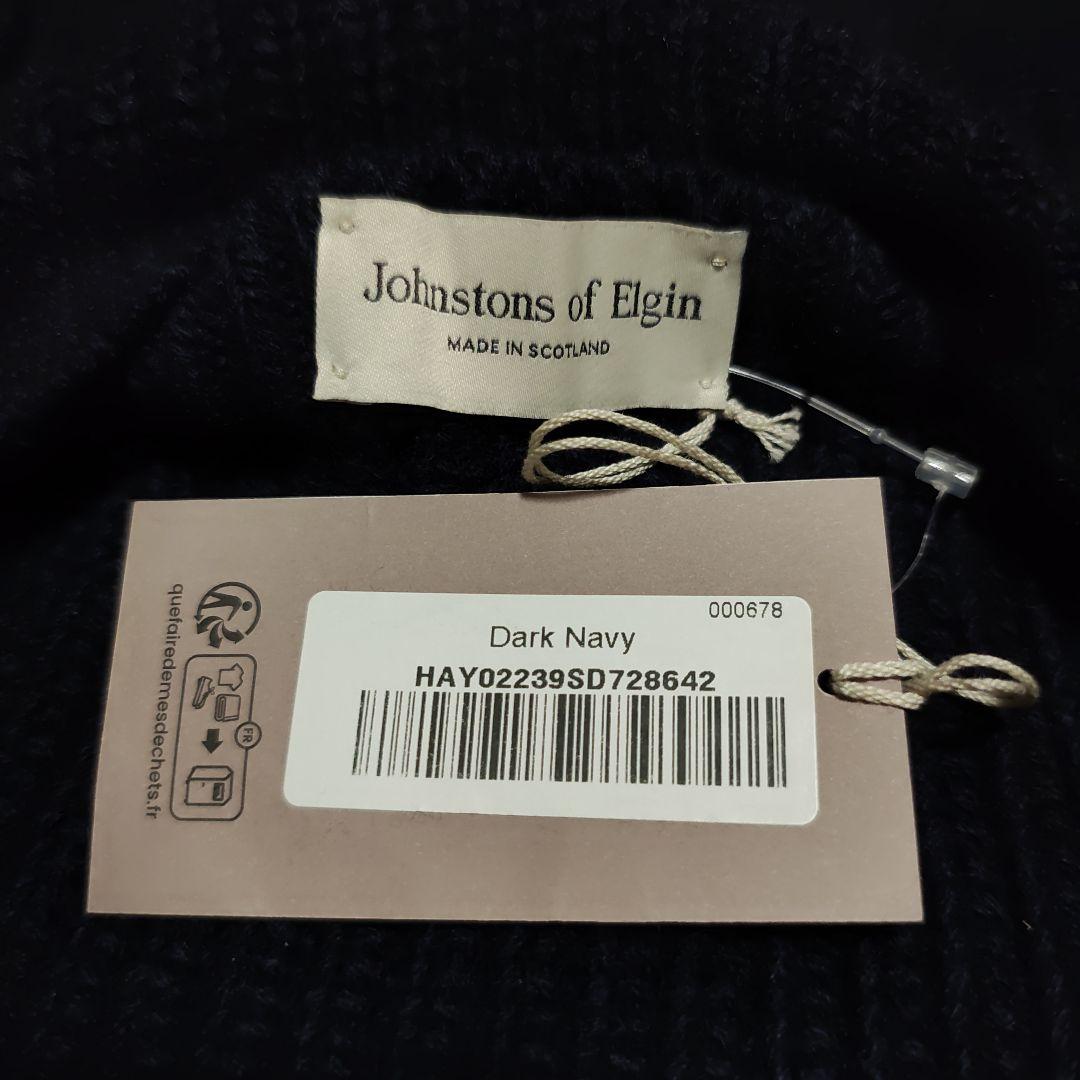 Johnstons of Elgin
MADE IN SCOTLAND
000678
Dark Navy
HAY02239SD728642
quefairedemesdechets.fr
FR